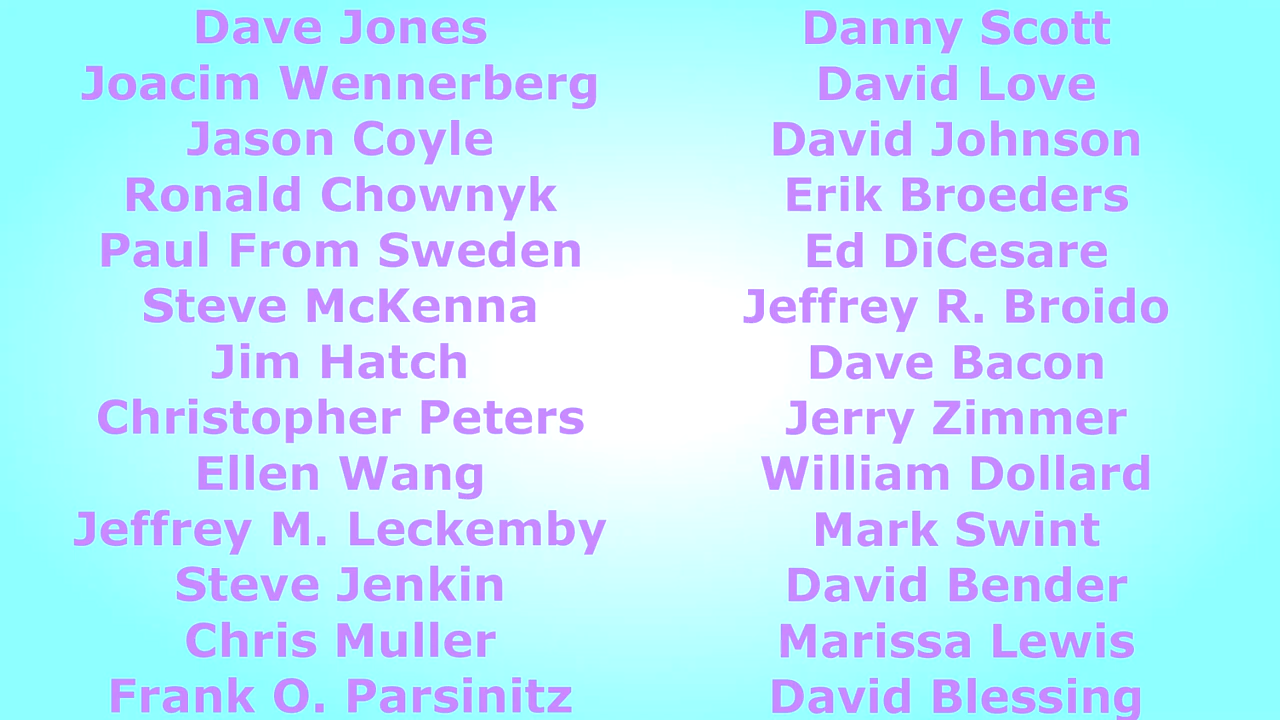 Dave Jones
Joacim Wennerberg
Jason Coyle
Ronald Chownyk
Paul From Sweden
Steve McKenna
Jim Hatch
Christopher Peters
Ellen Wang
Jeffrey M. Leckemby
Steve Jenkin
Chris Muller
Frank O. Parsinitz
Danny Scott
David Love
David Johnson
Erik Broeders
Ed DiCesare
Jeffrey R. Broido
Dave Bacon
Jerry Zimmer
William Dollard
Mark Swint
David Bender
Marissa Lewis
David Blessing